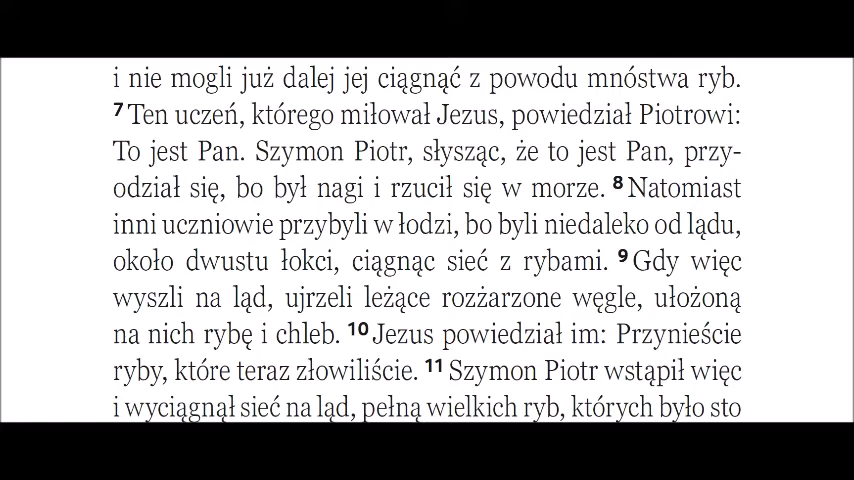 i nie mogli już dalej jej ciągnąć z powodu mnóstwa ryb.
7 Ten uczeń, którego miłował Jezus, powiedział Piotrowi:
To jest Pan. Szymon Piotr, słysząc, że to jest Pan, przy-
odział się, bo był nagi i rzucił się w morze. 8 Natomiast
inni uczniowie przybyli w łodzi, bo byli niedaleko od lądu,
około dwustu łokci, ciągnąc sieć z rybami. 9 Gdy więc
wyszli na ląd, ujrzeli leżące rozżarzone węgle, ułożoną
na nich rybę i chleb. 10 Jezus powiedział im: Przynieście
ryby, które teraz złowiliście. 11 Szymon Piotr wstąpił więc
i wyciągnął sieć na ląd, pełną wielkich ryb, których było sto